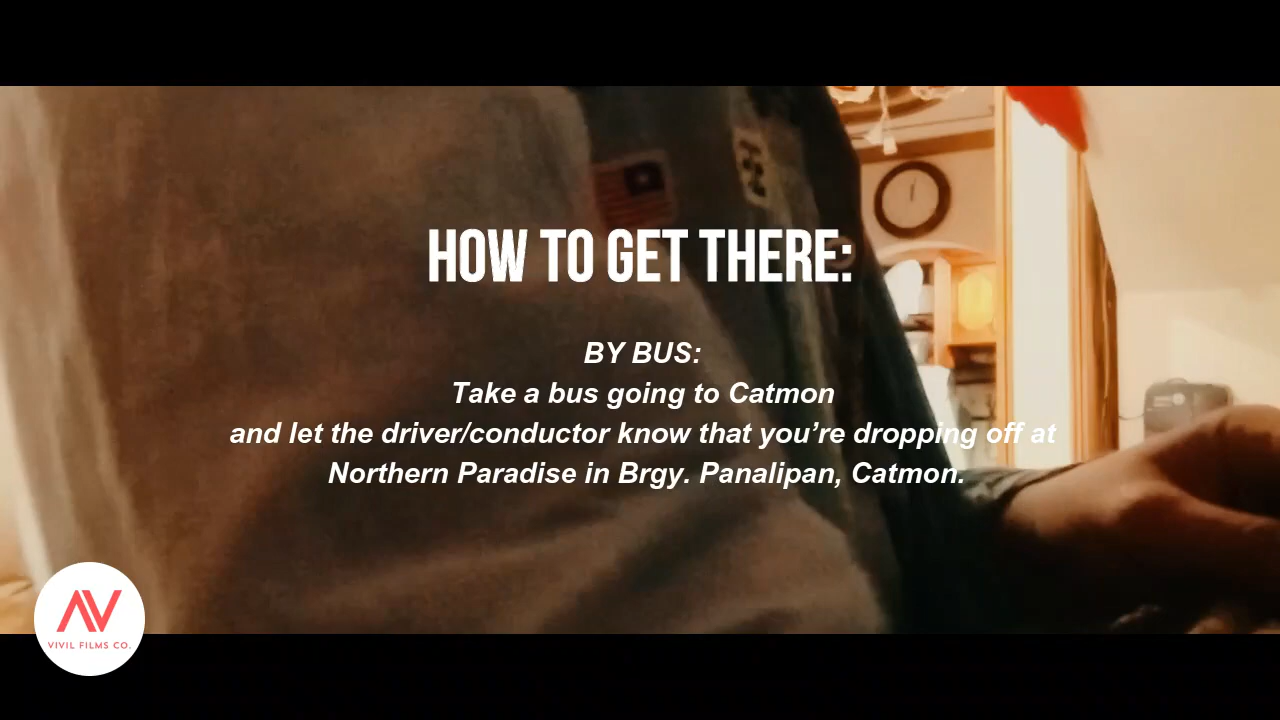 HOW TO GET THERE:
BY BUS:
Take a bus going to Catmon
and let the driver/conductor know that you’re dropping off at
Northern Paradise in Brgy. Panalipan, Catmon.
AV
VIVIL FILMS CO.